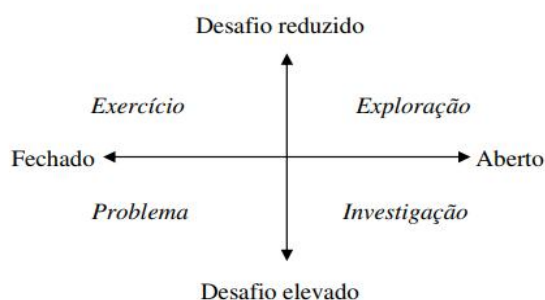 Desafio reduzido
Exercício Exploração
Fechado Aberto
Problema Investigação
Desafio elevado